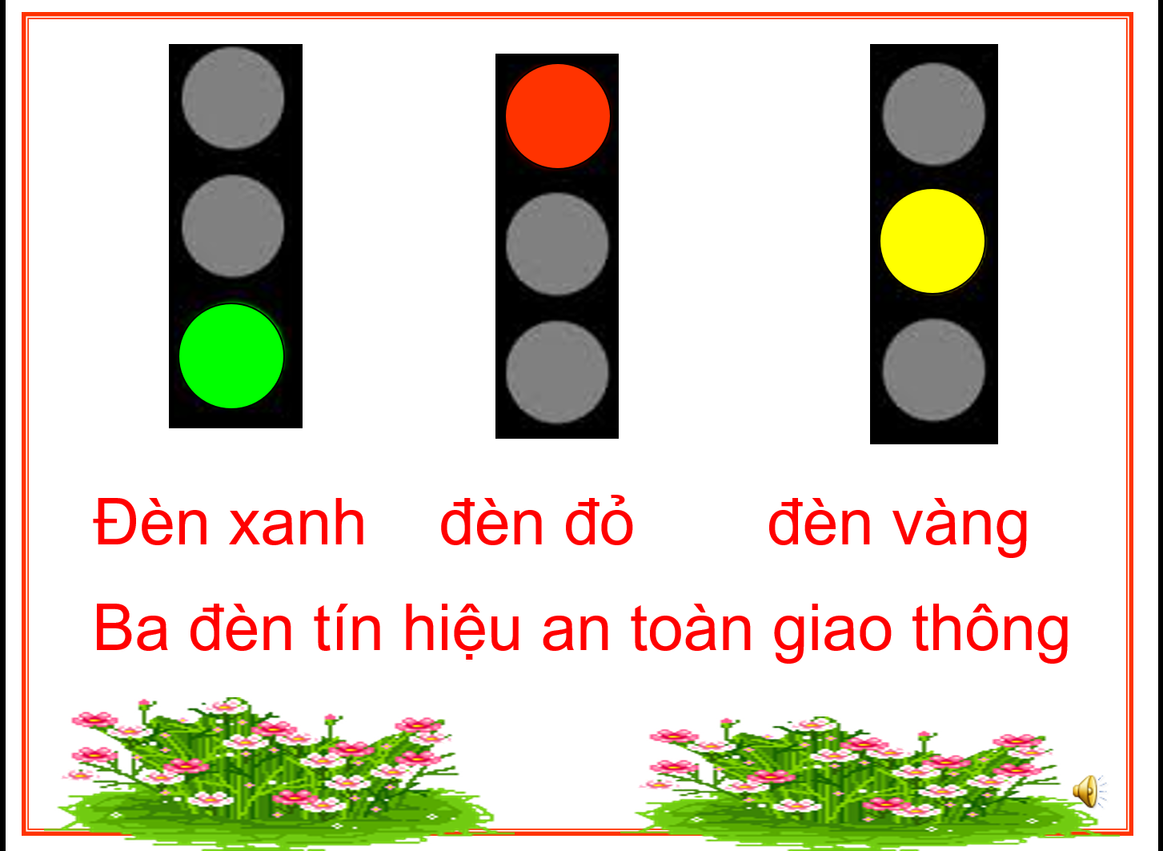 Đèn xanh đèn đỏ đèn vàng
Ba đèn tín hiệu an toàn giao thông